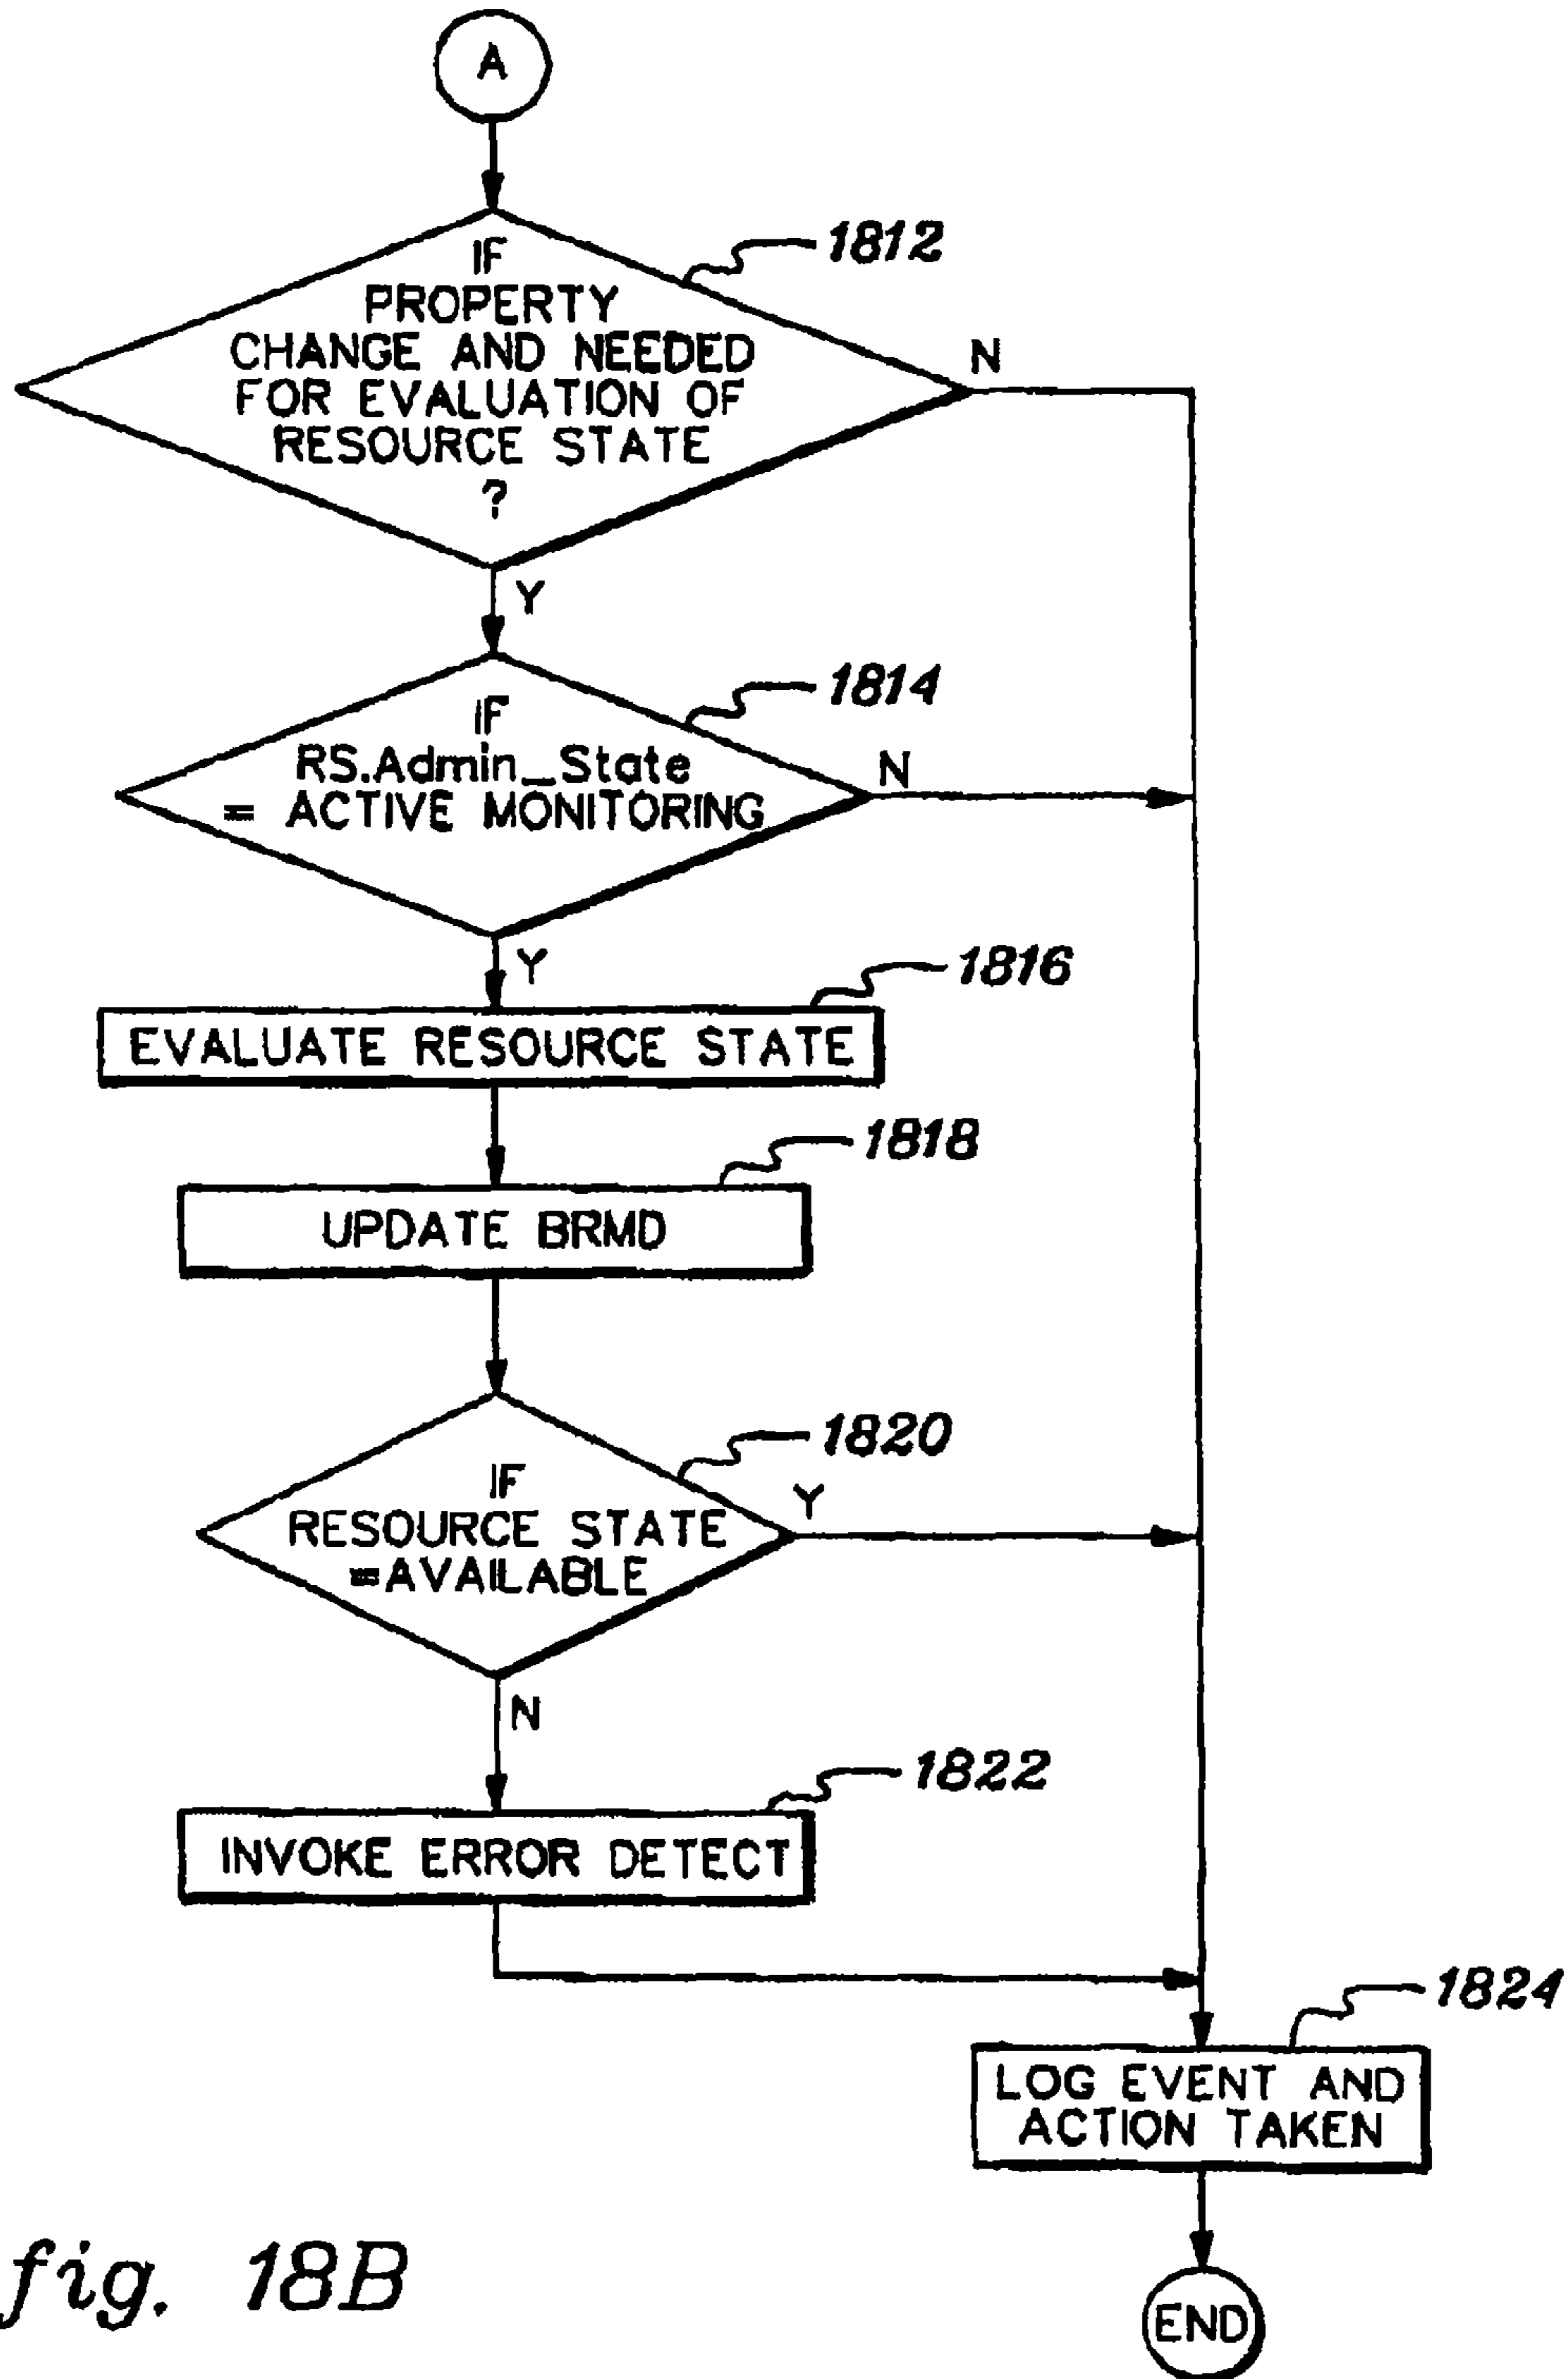 A
1812
IF
PROPERTY
CHANGE AND NEEDED
FOR EVALUATION OF
RESOURCE STATE
?
N
Y
1814
IF
RS.Admin_State
= ACTIVE MONITORING
N
Y
1816
EVALUATE RESOURCE STATE
1818
UPDATE BRMD
1820
IF
RESOURCE STATE
=AVAILABLE
Y
N
1822
INVOKE ERROR DETECT
1824
LOG EVENT AND
ACTION TAKEN
END
fig. 18B